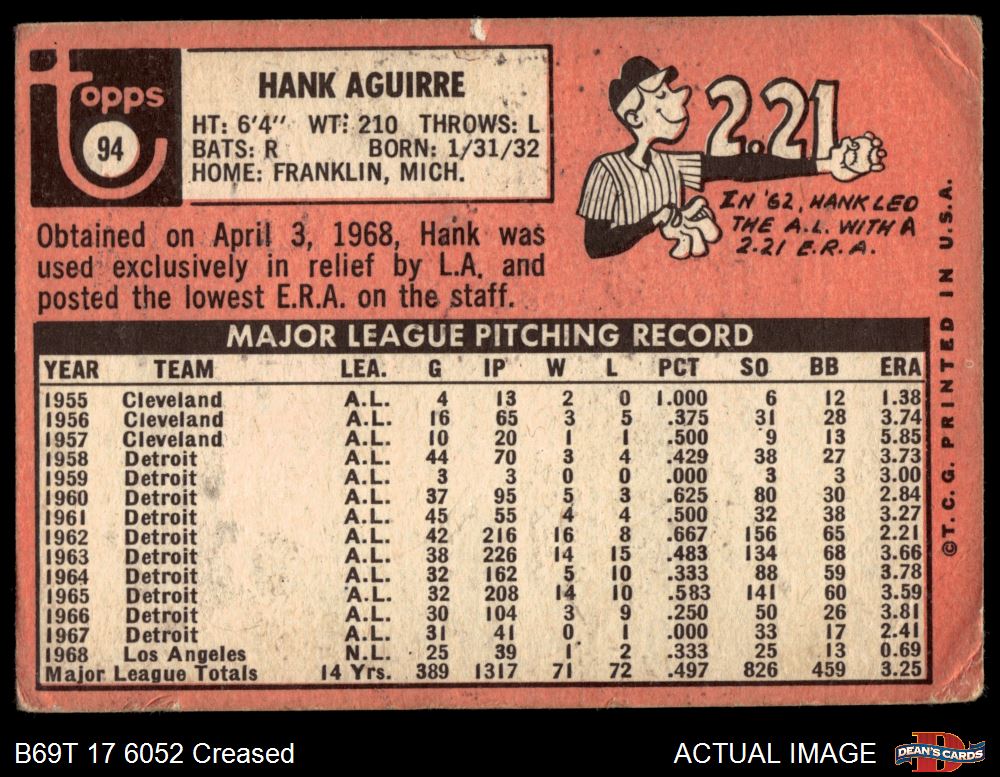 topps
94
HANK AGUIRRE
HT: 6'4" WT: 210 THROWS: L
BATS: R BORN: 1/31/32
HOME: FRANKLIN, MICH.
2.21
IN '62, HANK LED
THE A.L. WITH A
2.21 E.R.A.
Obtained on April 3, 1968, Hank was
used exclusively in relief by L.A. and
posted the lowest E.R.A. on the staff.
MAJOR LEAGUE PITCHING RECORD
YEAR TEAM LEA. G IP W L PCT SO BB ERA
1955 Cleveland A.L. 4 13 2 0 1.000 6 12 1.38
1956 Cleveland A.L. 16 65 3 5 .375 31 28 3.74
1957 Cleveland A.L. 10 20 1 1 .500 9 13 5.85
1958 Detroit A.L. 44 70 3 4 .429 38 27 3.73
1959 Detroit A.L. 3 3 0 0 .000 3 3 3.00
1960 Detroit A.L. 37 95 5 3 .625 80 30 2.84
1961 Detroit A.L. 45 55 4 4 .500 32 38 3.27
1962 Detroit A.L. 42 216 16 8 .667 156 65 2.21
1963 Detroit A.L. 38 226 14 15 .483 134 68 3.66
1964 Detroit A.L. 32 162 5 10 .333 88 59 3.78
1965 Detroit A.L. 32 208 14 10 .583 141 60 3.59
1966 Detroit A.L. 30 104 3 9 .250 50 26 3.81
1967 Detroit A.L. 31 41 0 1 .000 33 17 2.41
1968 Los Angeles N.L. 25 39 1 2 .333 25 13 0.69
Major League Totals 14 Yrs. 389 1317 71 72 .497 826 459 3.25
©T.C.G. PRINTED IN U.S.A.
B69T 17 6052 Creased
ACTUAL IMAGE
DEAN'S CARDS